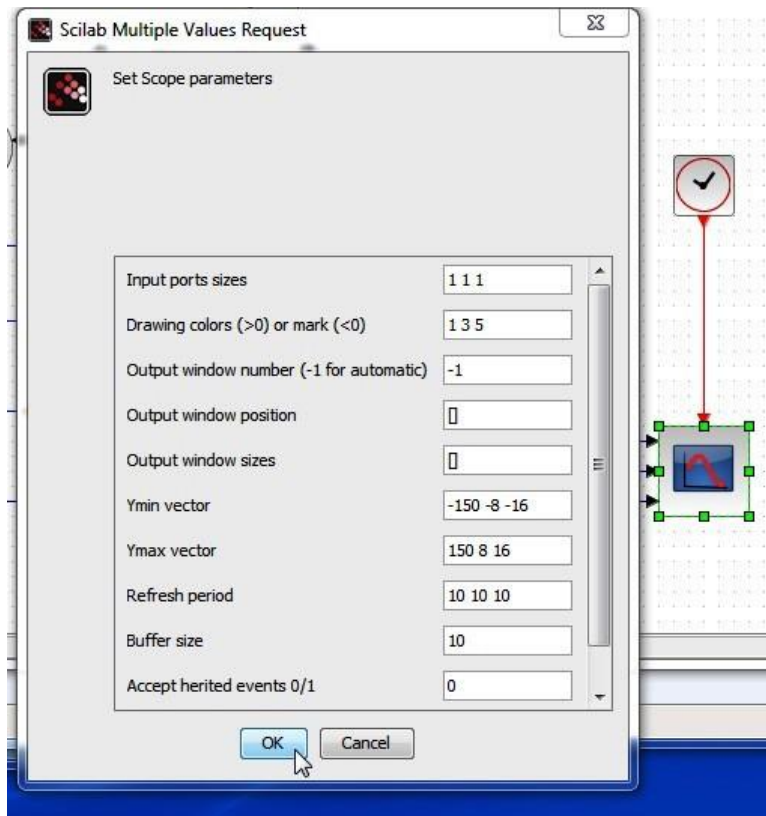 Scilab Multiple Values Request
Set Scope parameters
Input ports sizes 1 1 1
Drawing colors (>0) or mark (<0) 1 3 5
Output window number (-1 for automatic) -1
Output window position []
Output window sizes []
Ymin vector -150 -8 -16
Ymax vector 150 8 16
Refresh period 10 10 10
Buffer size 10
Accept herited events 0/1 0
OK Cancel